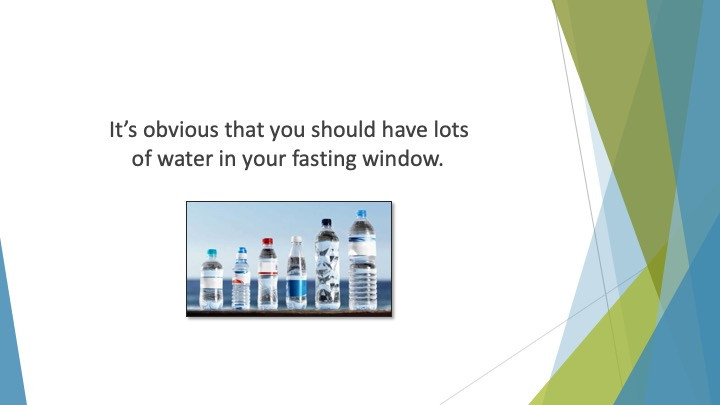 It’s obvious that you should have lots
of water in your fasting window.